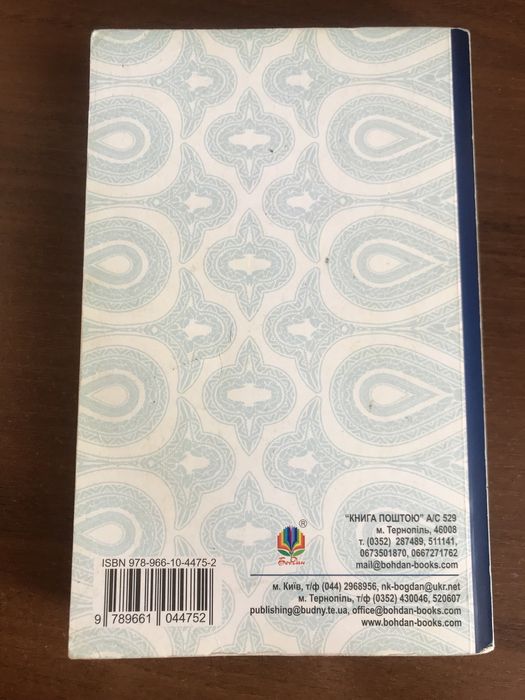 "КНИГА ПОШТОЮ" А/С 529
м. Тернопіль, 46008
т. (0352) 287489, 511141,
0673501870, 0667271762
mail@bohdan-books.com
®
Богдан
м. Київ, т/ф (044) 2968956, nk-bogdan@ukr.net
м. Тернопіль, т/ф (0352) 430046, 520607
publishing@budny.te.ua, office@bohdan-books.com
www.bohdan-books.com
ISBN 978-966-10-4475-2
9 789661 044752